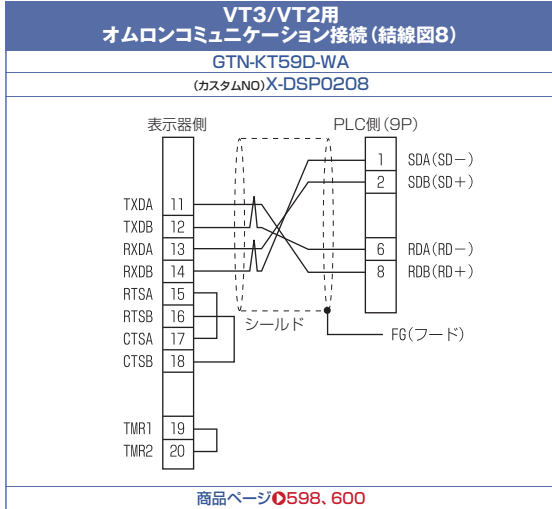 VT3/VT2用
オムロンコミュニケーション接続(結線図8)
GTN-KT59D-WA
(カスタムNO)X-DSP0208
表示器側 PLC側(9P)
1 SDA(SD−)
2 SDB(SD+)
TXDA 11
TXDB 12
RXDA 13 6 RDA(RD−)
RXDB 14 8 RDB(RD+)
RTSA 15
RTSB 16 シールド
CTSA 17 FG(フード)
CTSB 18
TMR1 19
TMR2 20
商品ページ598、600